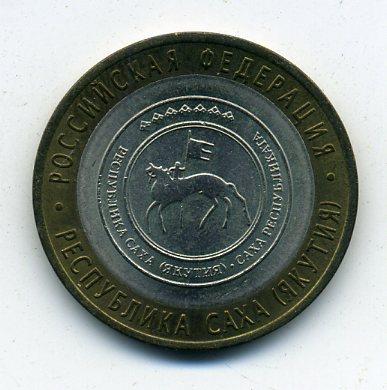 • РОССИЙСКАЯ ФЕДЕРАЦИЯ •
РЕСПУБЛИКА САХА (ЯКУТИЯ)
РЕСПУБЛИКА САХА (ЯКУТИЯ) • САХА РЕСПУБЛИКАТА